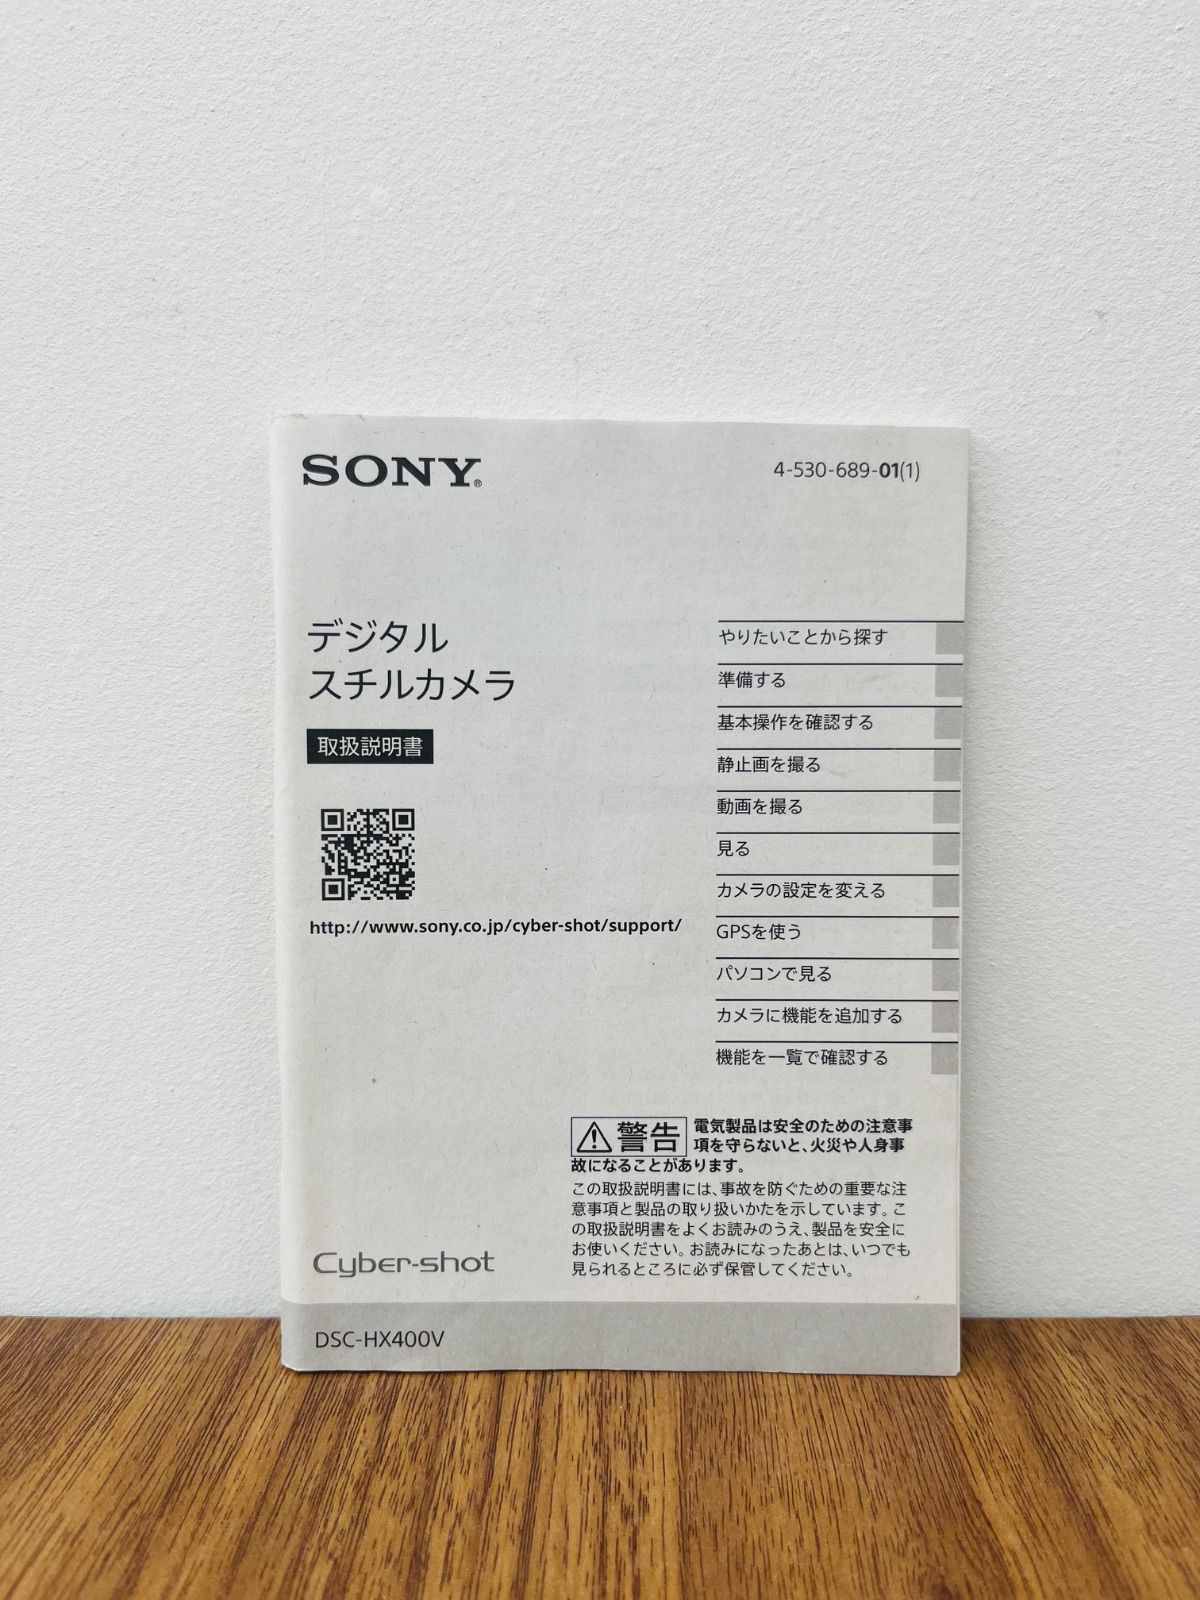 SONY®
4-530-689-01(1)
デジタル
スチルカメラ
取扱説明書
http://www.sony.co.jp/cyber-shot/support/
やりたいことから探す
準備する
基本操作を確認する
静止画を撮る
動画を撮る
見る
カメラの設定を変える
GPSを使う
パソコンで見る
カメラに機能を追加する
機能を一覧で確認する
警告 電気製品は安全のための注意事
項を守らないと、火災や人身事
故になることがあります。
この取扱説明書には、事故を防ぐための重要な注
意事項と製品の取り扱いかたを示しています。こ
の取扱説明書をよくお読みのうえ、製品を安全に
お使いください。お読みになったあとは、いつでも
見られるところに必ず保管してください。
Cyber-shot
DSC-HX400V